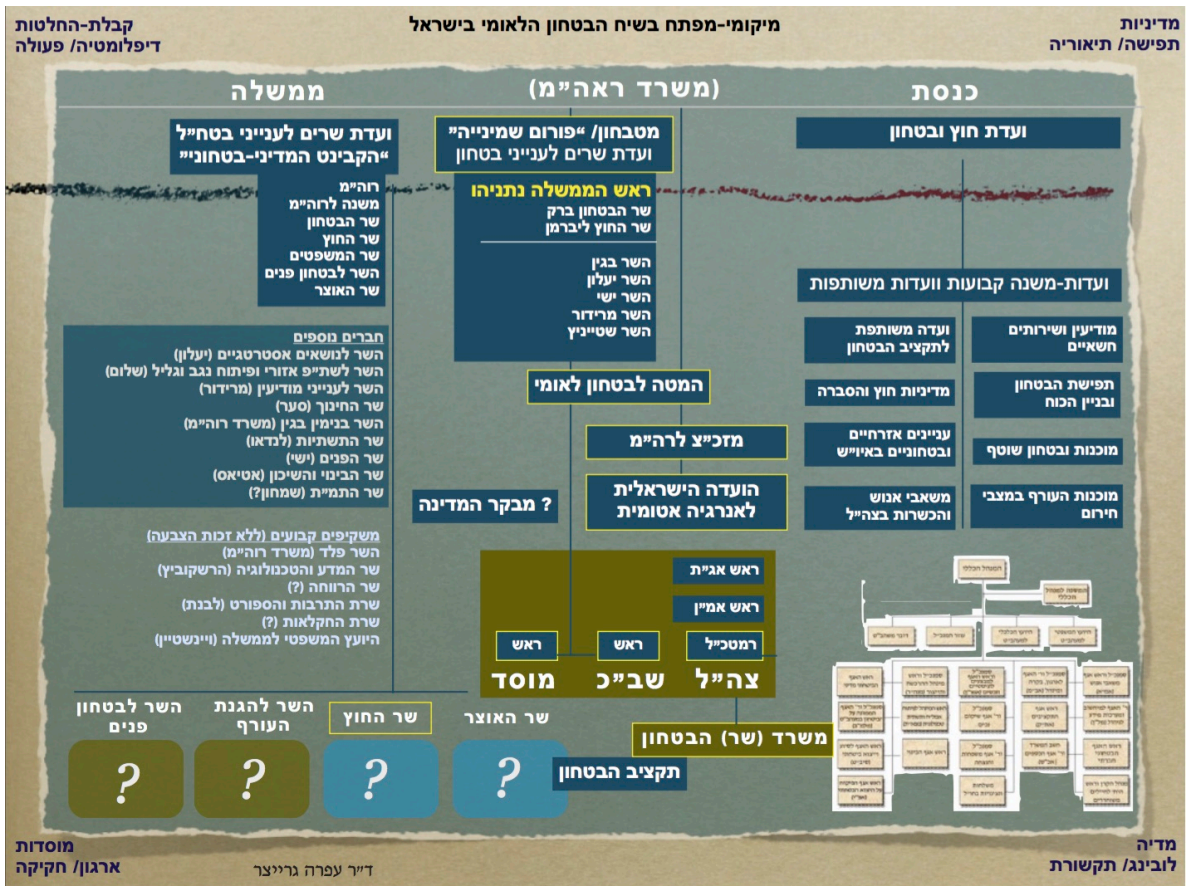 מיקומי-מפתח בשיח הבטחון הלאומי בישראל
מדיניות
תפישה/ תיאוריה
קבלת-החלטות
דיפלומטיה/ פעולה
כנסת
(משרד ראה״מ)
ממשלה
ועדת חוץ ובטחון
ועדות-משנה קבועות וועדות משותפות
מודיעין ושירותים
חשאיים
ועדה משותפת
לתקציב הבטחון
תפישת הבטחון
ובניין הכוח
מדיניות חוץ והסברה
מוכנות ובטחון שוטף
עניינים אזרחיים
ובטחוניים באיו״ש
מוכנות העורף במצבי
חירום
משאבי אנוש
והכשרות בצה״ל
מטבחון/ ״פורום שמינייה״
ועדת שרים לענייני בטחון
ראש הממשלה נתניהו
שר הבטחון ברק
שר החוץ ליברמן
השר בגין
השר יעלון
השר ישי
השר מרידור
השר שטייניץ
המטה לבטחון לאומי
מזכ״צ לרה״מ
הועדה הישראלית
לאנרגיה אטומית
? מבקר המדינה
ראש אג״ת
ראש אמ״ן
רמטכ״ל
ראש
ראש
צה״ל
שב״כ
מוסד
משרד (שר) הבטחון
תקציב הבטחון
ועדת שרים לענייני בטח״ל
״הקבינט המדיני-בטחוני״
רוה״מ
משנה לרוה״מ
שר הבטחון
שר החוץ
שר המשפטים
השר לבטחון פנים
שר האוצר
חברים נוספים
השר לנושאים אסטרטגיים (יעלון)
השר לשת״פ אזורי ופיתוח נגב וגליל (שלום)
השר לענייני מודיעין (מרידור)
שר החינוך (סער)
השר בנימין בגין (משרד רוה״מ)
שר התשתיות (לנדאו)
שר הפנים (ישי)
שר הבינוי והשיכון (אטיאס)
שר התמ״ת (שמחון?)
משקיפים קבועים (ללא זכות הצבעה)
השר פלד (משרד רוה״מ)
שר המדע והטכנולוגיה (הרשקוביץ)
שר הרווחה (?)
שרת התרבות והספורט (לבנת)
שרת החקלאות (?)
היועץ המשפטי לממשלה (ויינשטיין)
שר האוצר
?
שר החוץ
?
השר להגנת
העורף
?
השר לבטחון
פנים
?
המנהל הכללי
מדיה
לובינג/ תקשורת
מוסדות
ארגון/ חקיקה
ד״ר עפרה גרייצר